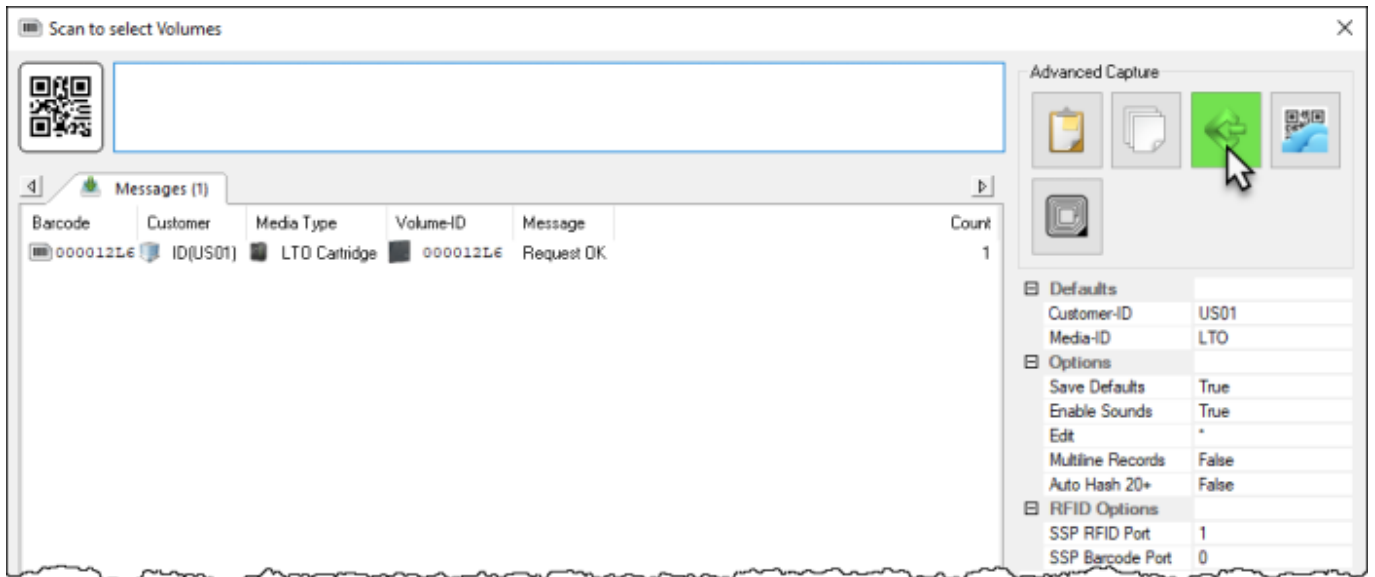 Scan to select Volumes
Advanced Capture
Messages (1)
Barcode Customer Media Type Volume-ID Message Count
000012L6 ID(US01) LTO Cartridge 000012L6 Request OK 1
Defaults
Customer-ID US01
Media-ID LTO
Options
Save Defaults True
Enable Sounds True
Edit *
Multiline Records False
Auto Hash 20+ False
RFID Options
SSP RFID Port 1
SSP Barcode Port 0